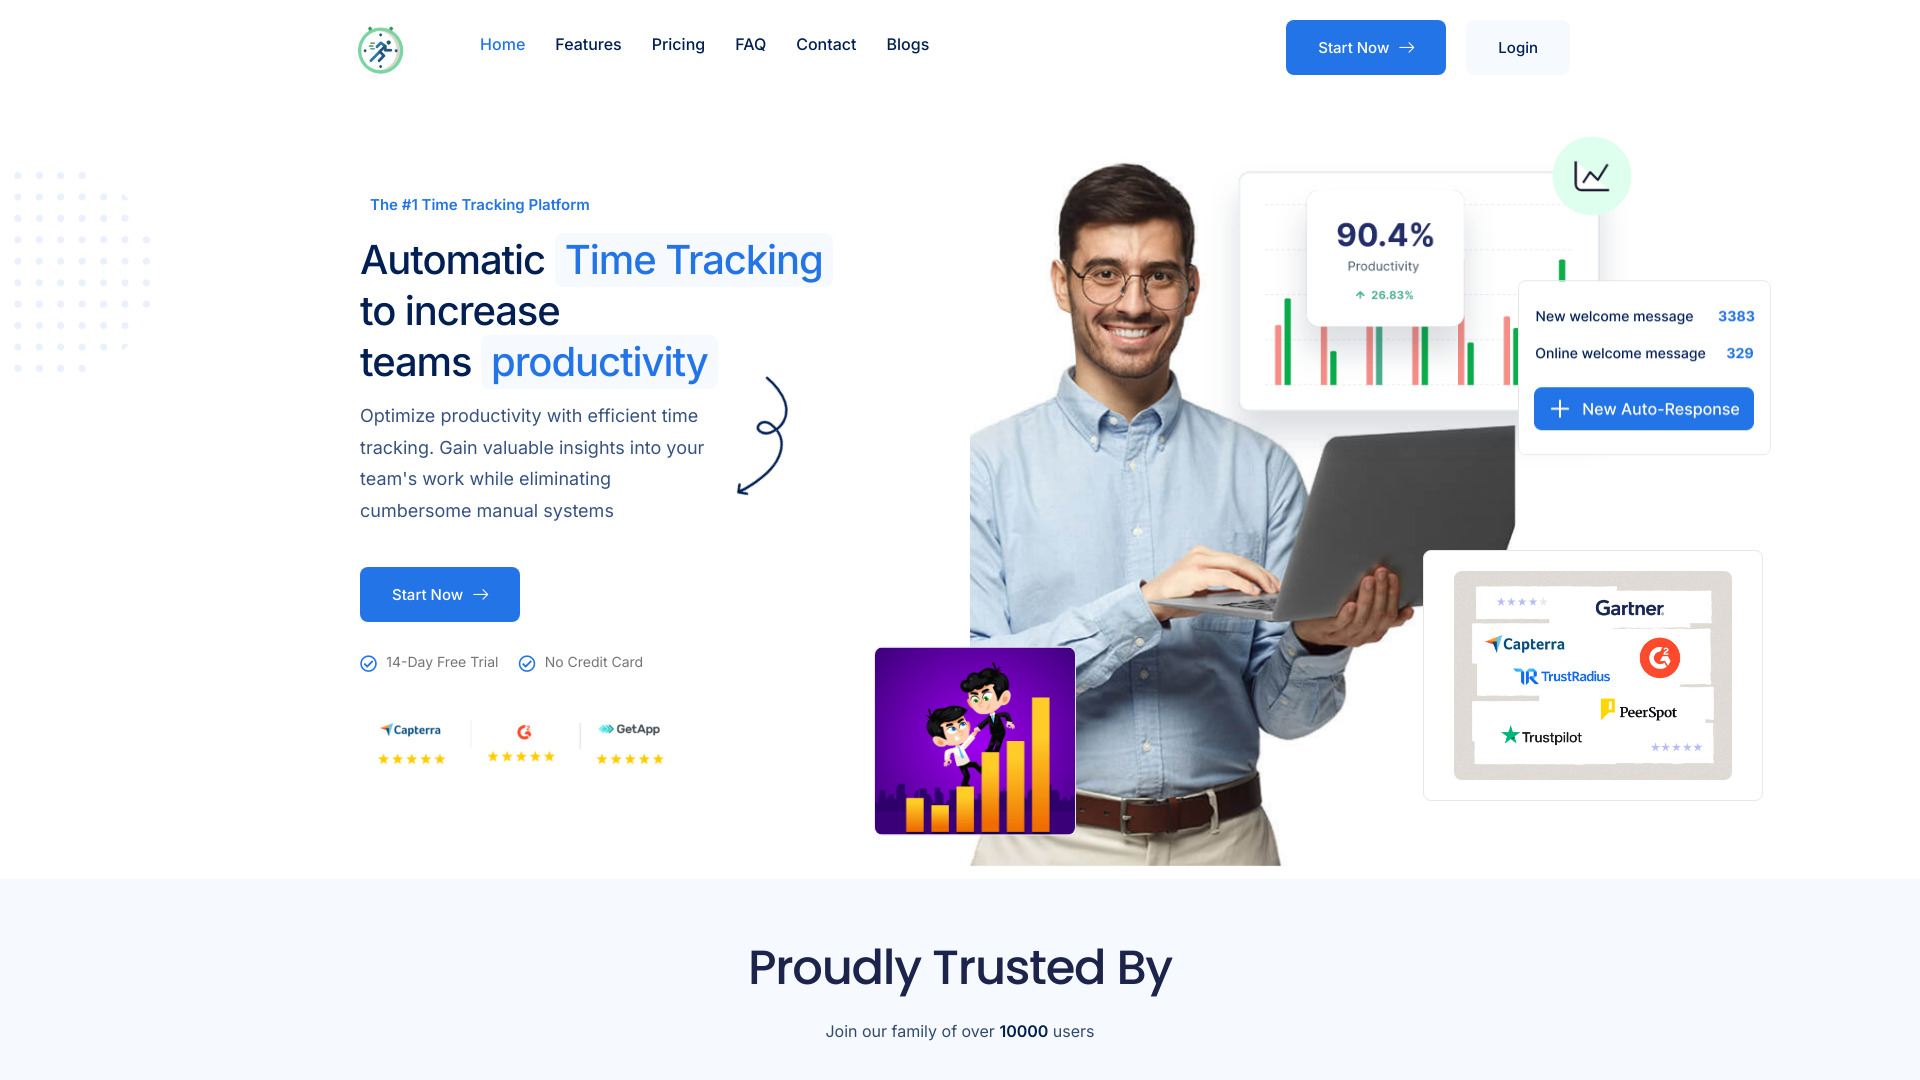 Home
Features
Pricing
FAQ
Contact
Blogs
Start Now
Login
The #1 Time Tracking Platform
Automatic Time Tracking
to increase
teams productivity
Optimize productivity with efficient time
tracking. Gain valuable insights into your
team's work while eliminating
cumbersome manual systems
Start Now
14-Day Free Trial
No Credit Card
Capterra
G2
GetApp
90.4%
Productivity
26.83%
New welcome message 3383
Online welcome message 329
New Auto-Response
Gartner
Capterra
G2
TrustRadius
PeerSpot
Trustpilot
Proudly Trusted By
Join our family of over 10000 users